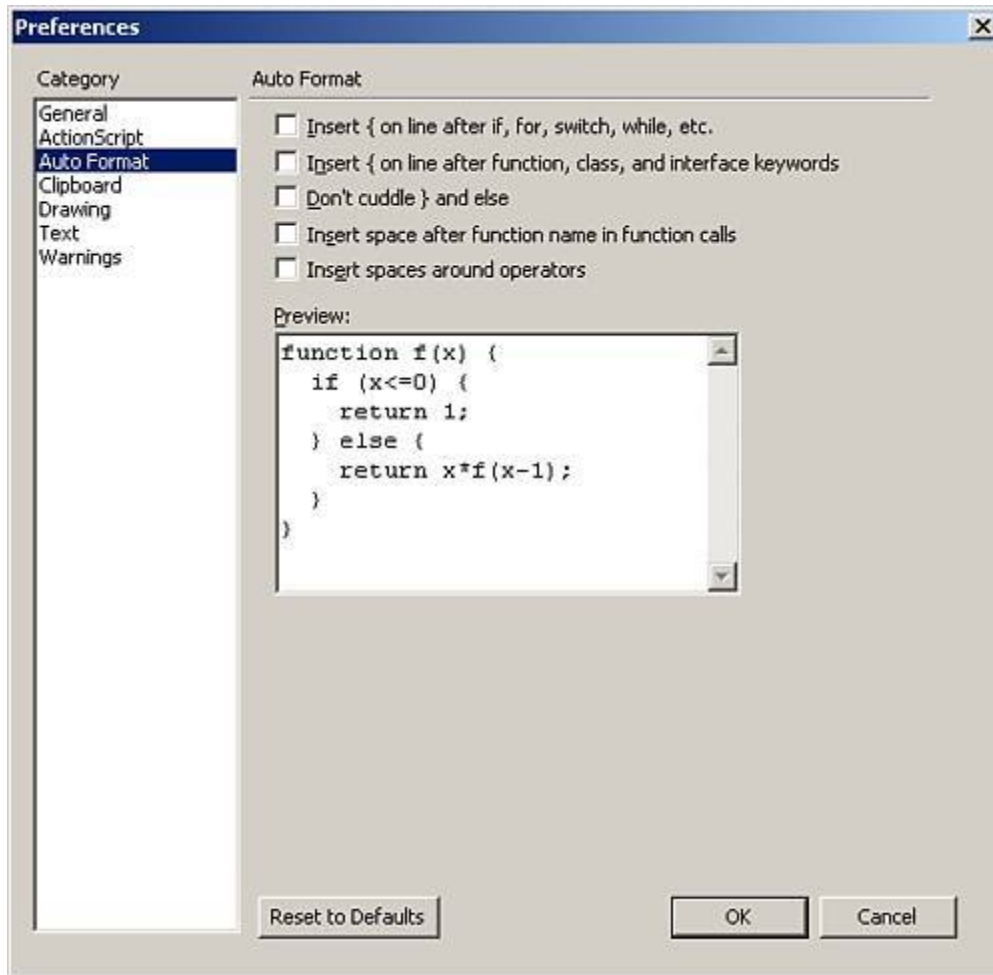 Preferences
Category
General
ActionScript
Auto Format
Clipboard
Drawing
Text
Warnings
Auto Format
Insert { on line after if, for, switch, while, etc.
Insert { on line after function, class, and interface keywords
Don't cuddle } and else
Insert space after function name in function calls
Insert spaces around operators
Preview:
function f(x) {
  if (x<=0) {
    return 1;
  } else {
    return x*f(x-1);
  }
}
Reset to Defaults
OK
Cancel